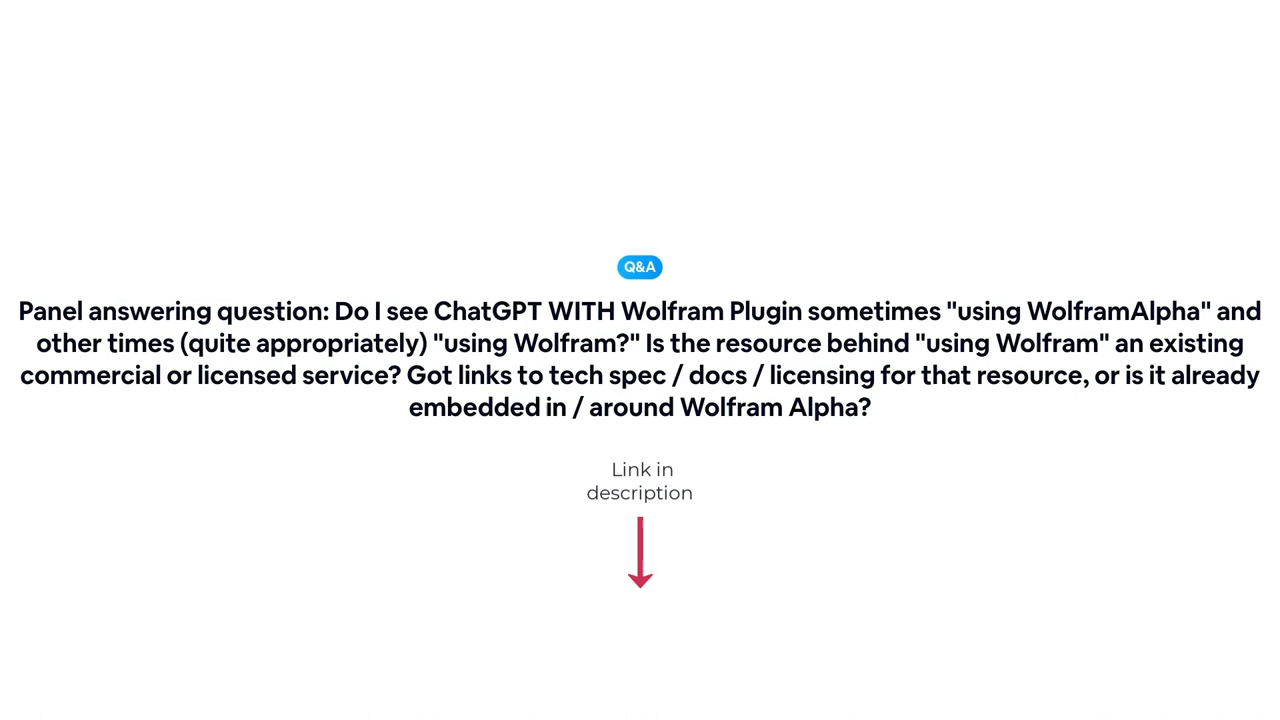 Q&A
Panel answering question: Do I see ChatGPT WITH Wolfram Plugin sometimes "using WolframAlpha" and
other times (quite appropriately) "using Wolfram?" Is the resource behind "using Wolfram" an existing
commercial or licensed service? Got links to tech spec / docs / licensing for that resource, or is it already
embedded in / around Wolfram Alpha?
Link in
description